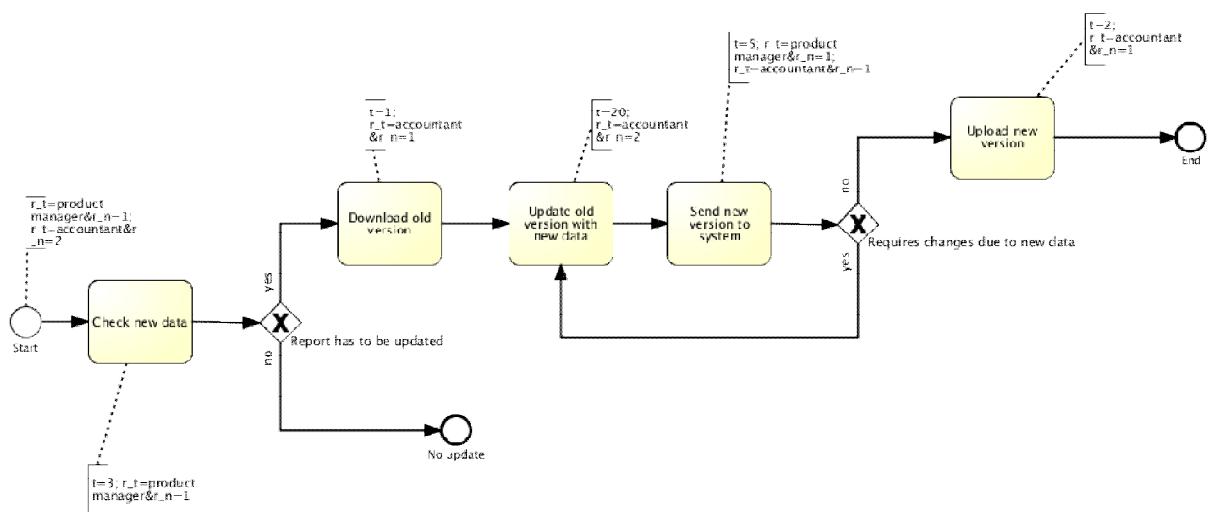 t=2;
r_t=accountant
&r_n=1
t=5; r_t=product
manager&r_n=1;
r_t=accountant&r_n=1
t=1;
r_t=accountant
&r_n=1
t=20;
r_t=accountant
&r_n=2
Upload new
version
End
no
r_t=product
manager&r_n=1;
r_t=accountant&r
_n=2
Download old
version
Update old
version with
new data
Send new
version to
system
X
Requires changes due to new data
yes
yes
Check new data
Start
X
Report has to be updated
no
No update
t=3; r_t=product
manager&r_n=1